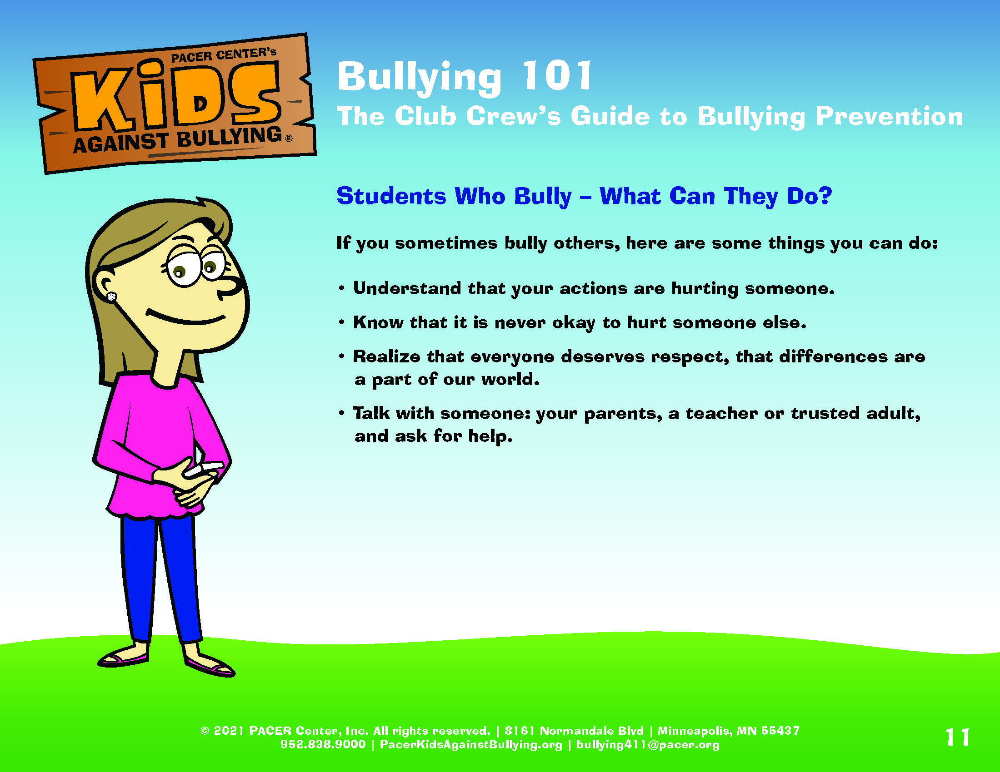 PACER CENTER's
KiDS
AGAINST BULLYING®
Bullying 101
The Club Crew's Guide to Bullying Prevention
Students Who Bully – What Can They Do?
If you sometimes bully others, here are some things you can do:
• Understand that your actions are hurting someone.
• Know that it is never okay to hurt someone else.
• Realize that everyone deserves respect, that differences are
a part of our world.
• Talk with someone: your parents, a teacher or trusted adult,
and ask for help.
© 2021 PACER Center, Inc. All rights reserved. | 8161 Normandale Blvd | Minneapolis, MN 55437
952.838.9000 | PacerKidsAgainstBullying.org | bullying411@pacer.org
11